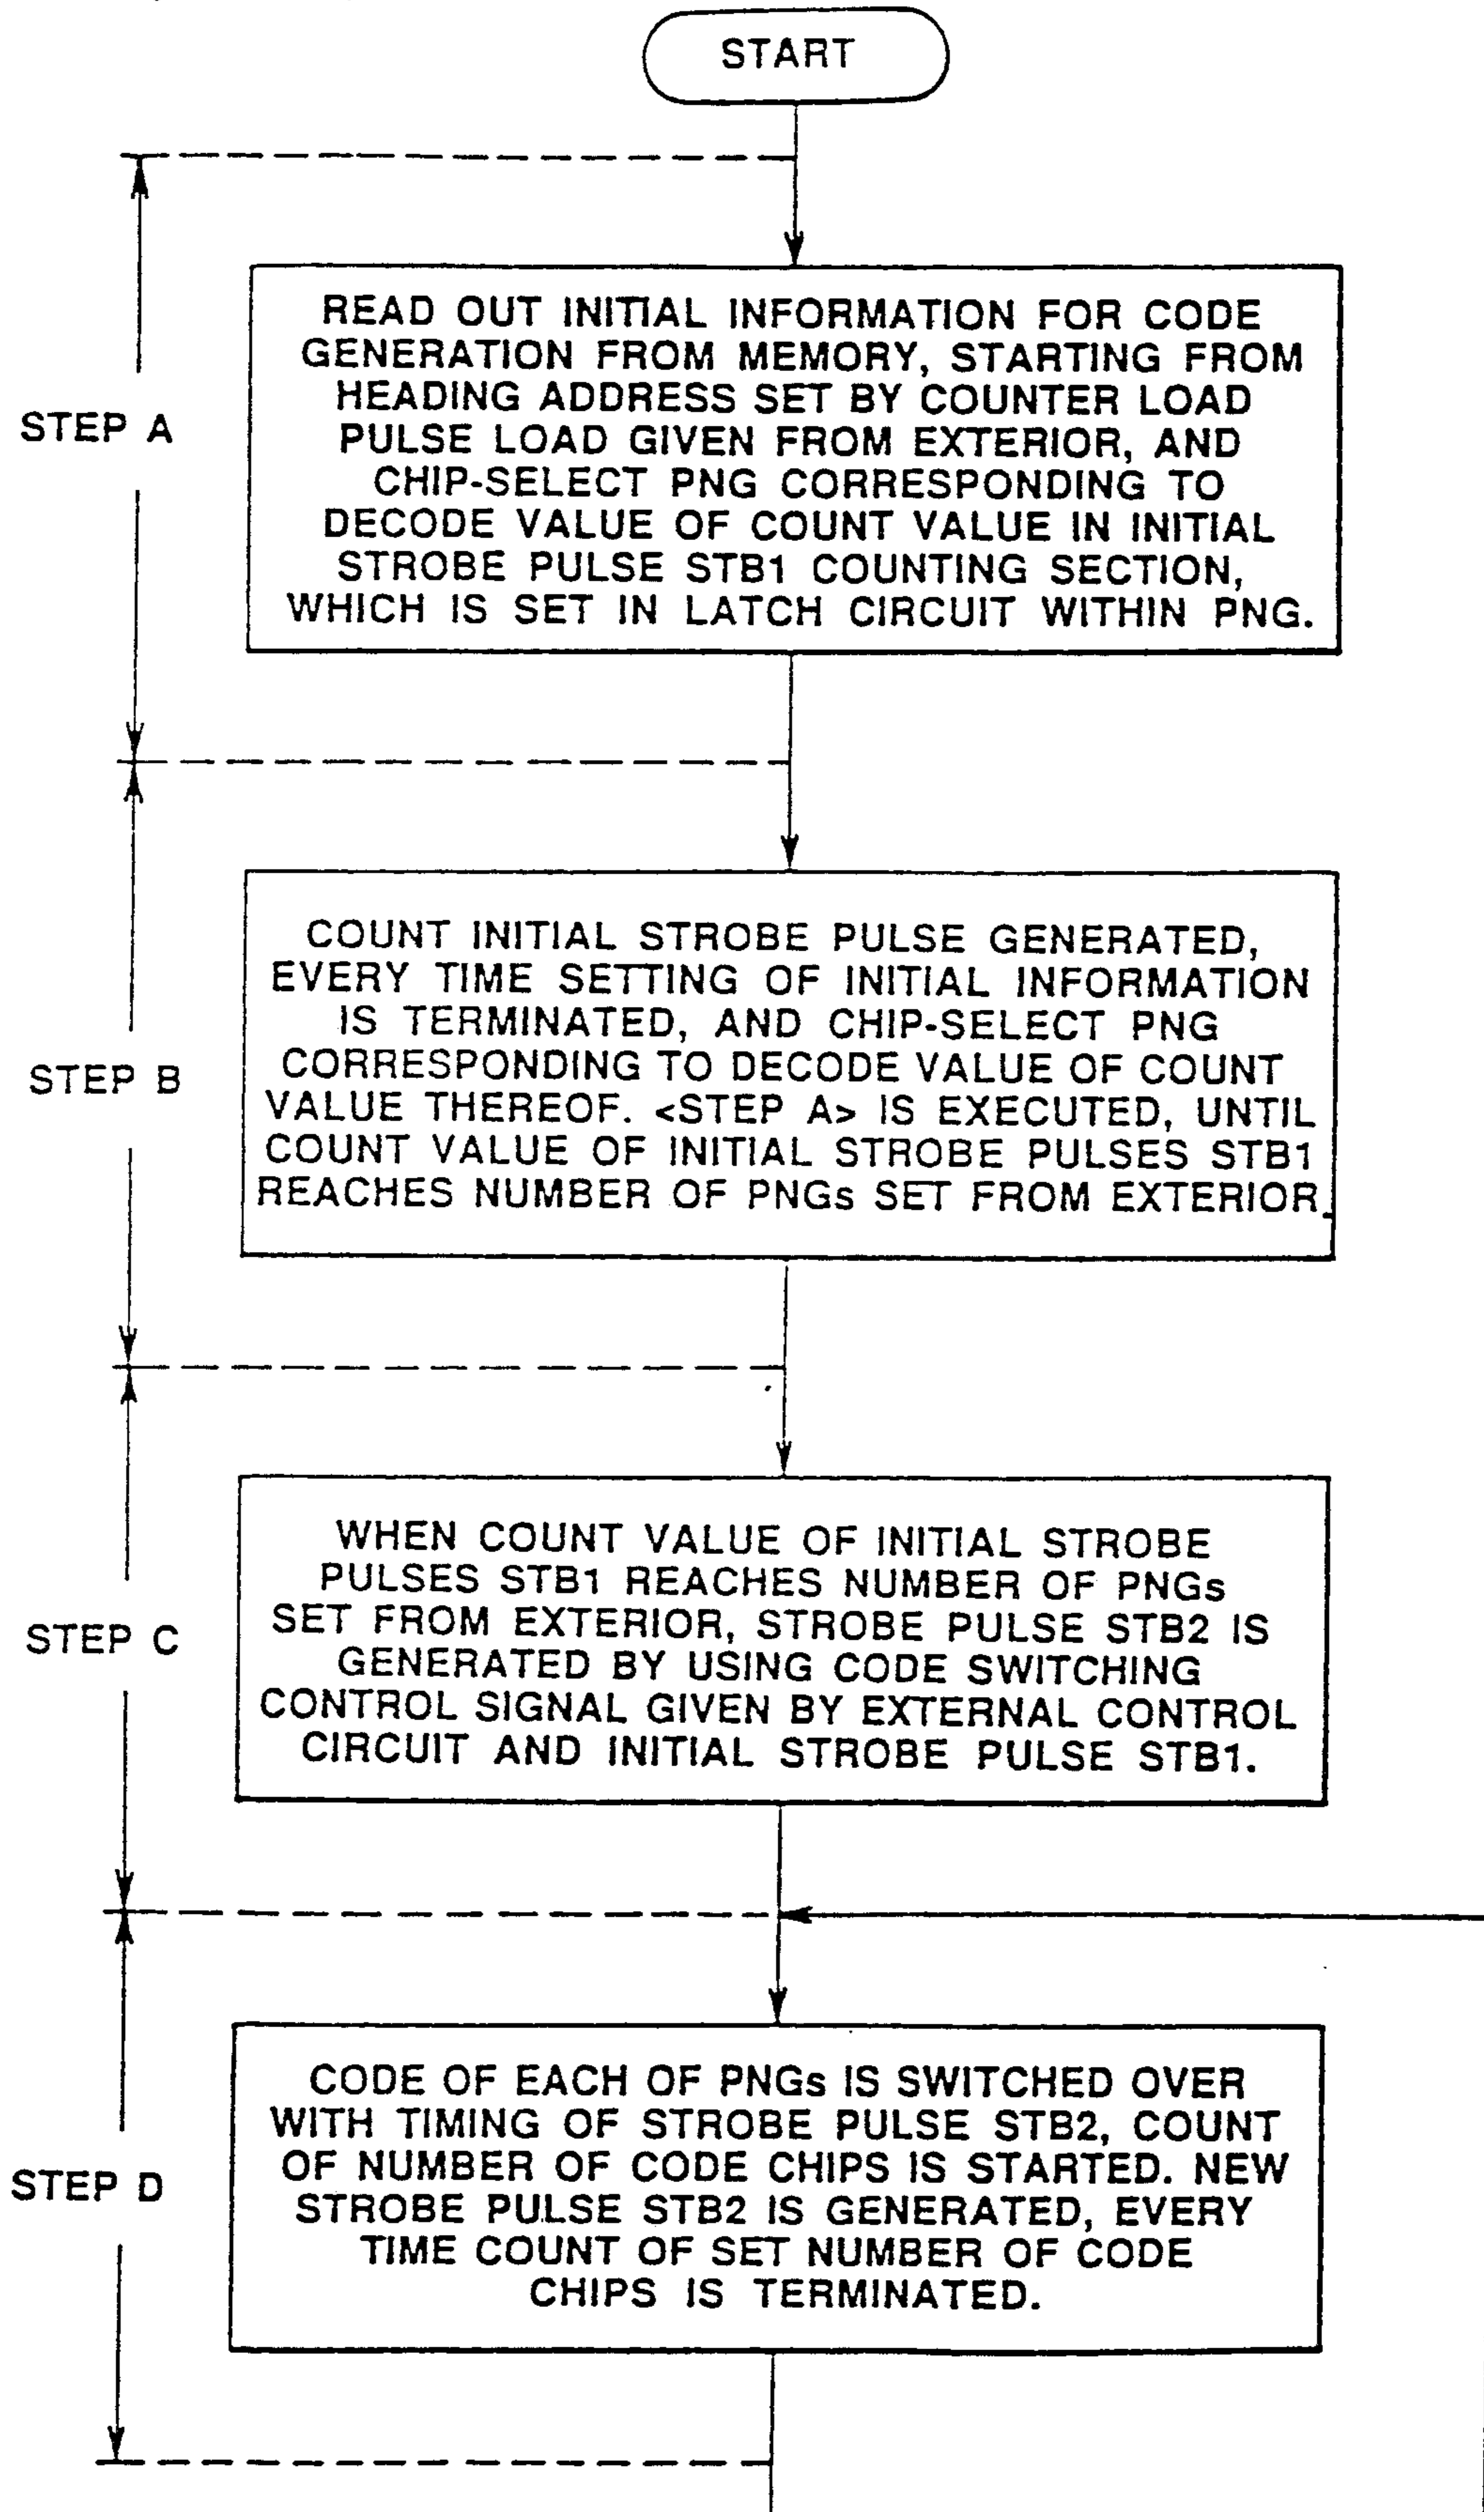 START
STEP A
READ OUT INITIAL INFORMATION FOR CODE
GENERATION FROM MEMORY, STARTING FROM
HEADING ADDRESS SET BY COUNTER LOAD
PULSE LOAD GIVEN FROM EXTERIOR, AND
CHIP-SELECT PNG CORRESPONDING TO
DECODE VALUE OF COUNT VALUE IN INITIAL
STROBE PULSE STB1 COUNTING SECTION,
WHICH IS SET IN LATCH CIRCUIT WITHIN PNG.
STEP B
COUNT INITIAL STROBE PULSE GENERATED,
EVERY TIME SETTING OF INITIAL INFORMATION
IS TERMINATED, AND CHIP-SELECT PNG
CORRESPONDING TO DECODE VALUE OF COUNT
VALUE THEREOF. <STEP A> IS EXECUTED, UNTIL
COUNT VALUE OF INITIAL STROBE PULSES STB1
REACHES NUMBER OF PNGs SET FROM EXTERIOR.
STEP C
WHEN COUNT VALUE OF INITIAL STROBE
PULSES STB1 REACHES NUMBER OF PNGs
SET FROM EXTERIOR, STROBE PULSE STB2 IS
GENERATED BY USING CODE SWITCHING
CONTROL SIGNAL GIVEN BY EXTERNAL CONTROL
CIRCUIT AND INITIAL STROBE PULSE STB1.
STEP D
CODE OF EACH OF PNGs IS SWITCHED OVER
WITH TIMING OF STROBE PULSE STB2, COUNT
OF NUMBER OF CODE CHIPS IS STARTED. NEW
STROBE PULSE STB2 IS GENERATED, EVERY
TIME COUNT OF SET NUMBER OF CODE
CHIPS IS TERMINATED.